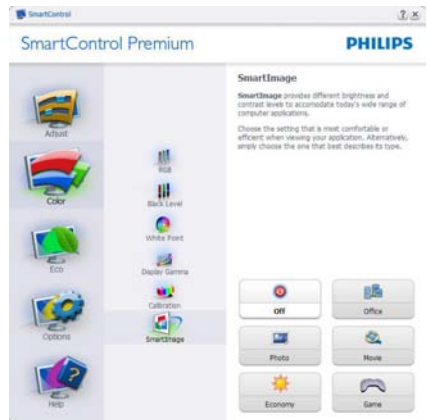 SmartControl
SmartControl Premium
PHILIPS
Adjust
Color
Eco
Options
Help
RGB
Black Level
White Point
Display Gamma
Calibration
SmartImage
SmartImage
SmartImage provides different brightness and
contrast levels to accomodate today's wide range of
computer applications.
Choose the setting that is most comfortable or
efficient when viewing your application. Alternatively,
simply choose the one that best describes its type.
Off
Office
Photo
Movie
Economy
Game